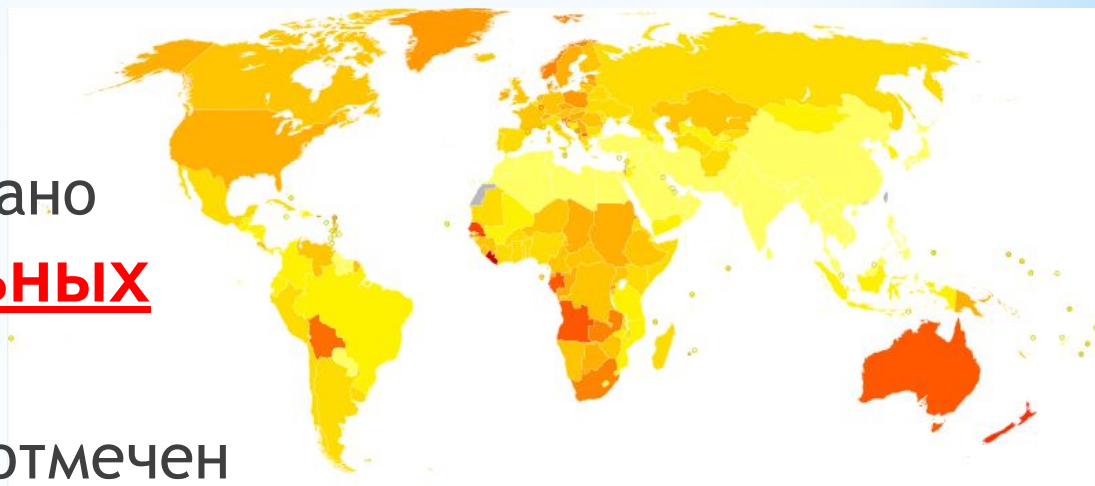 ано
ьных
отмечен